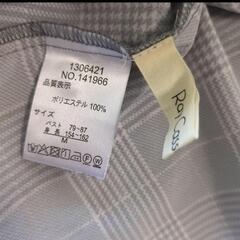 1306421
NO.141966
品質表示
ポリエステル 100%
サイズ
バスト 79~87
身長 154~162
M
Ray Cass